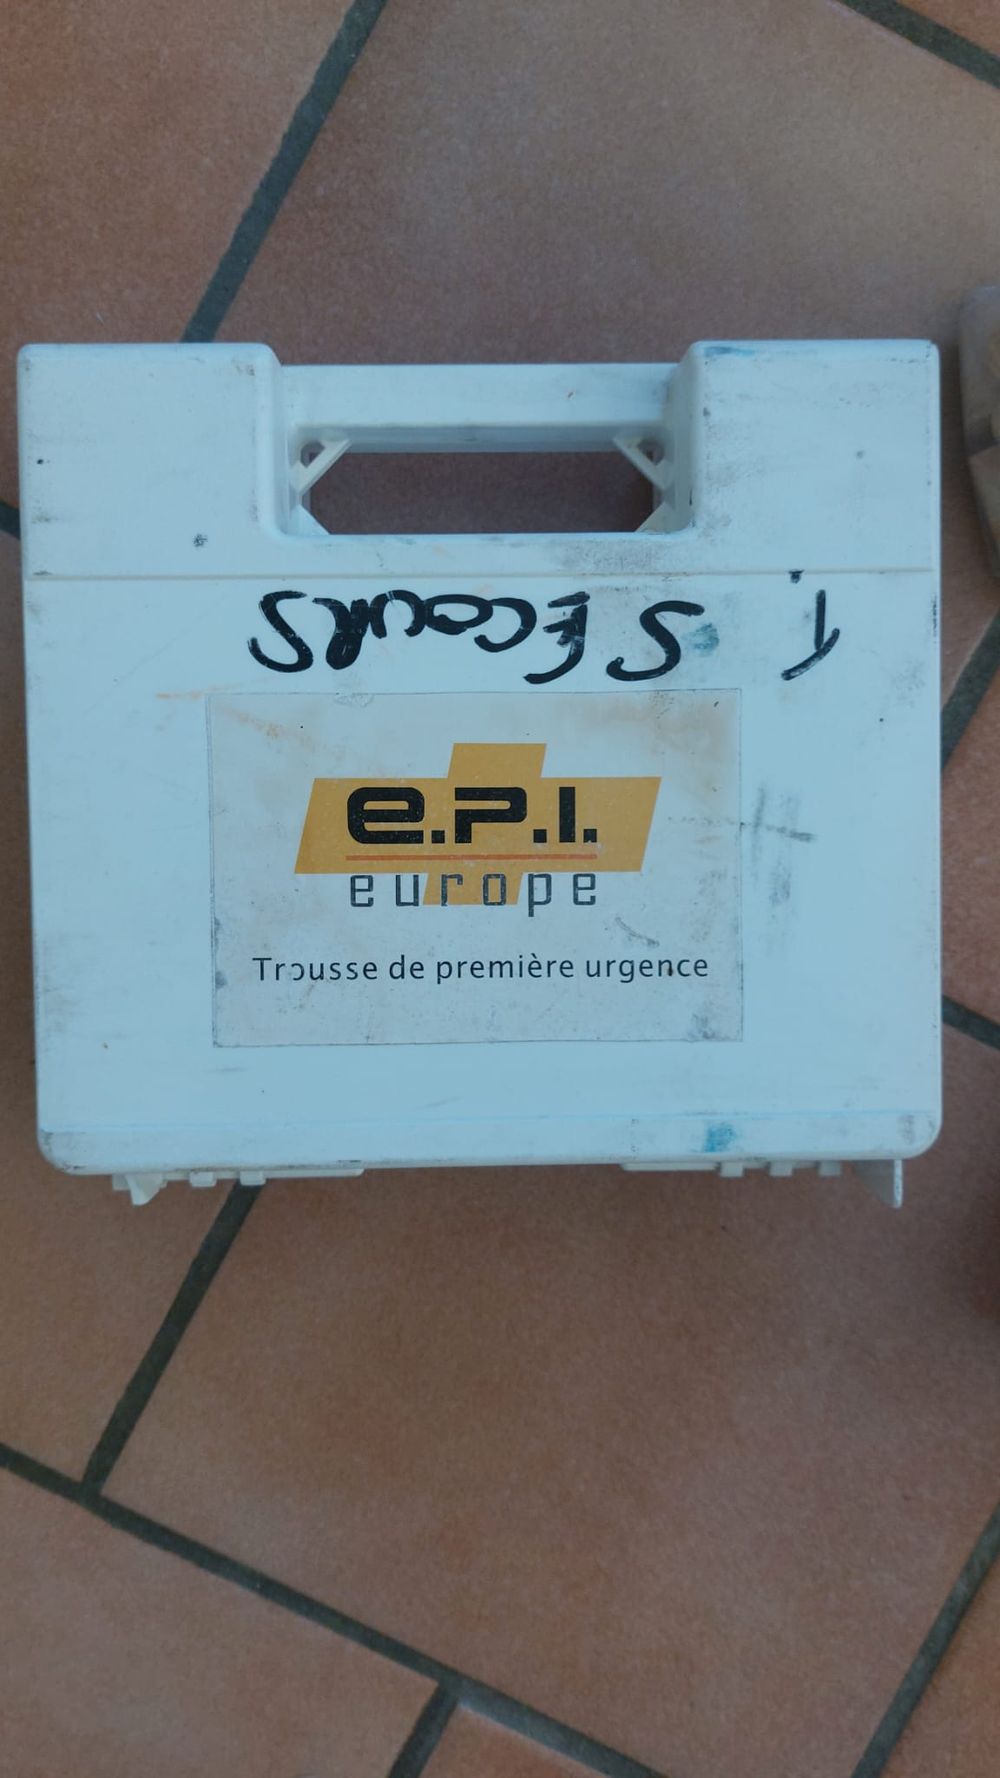 T. SECOURS
e.P.I.
europe
Trousse de première urgence